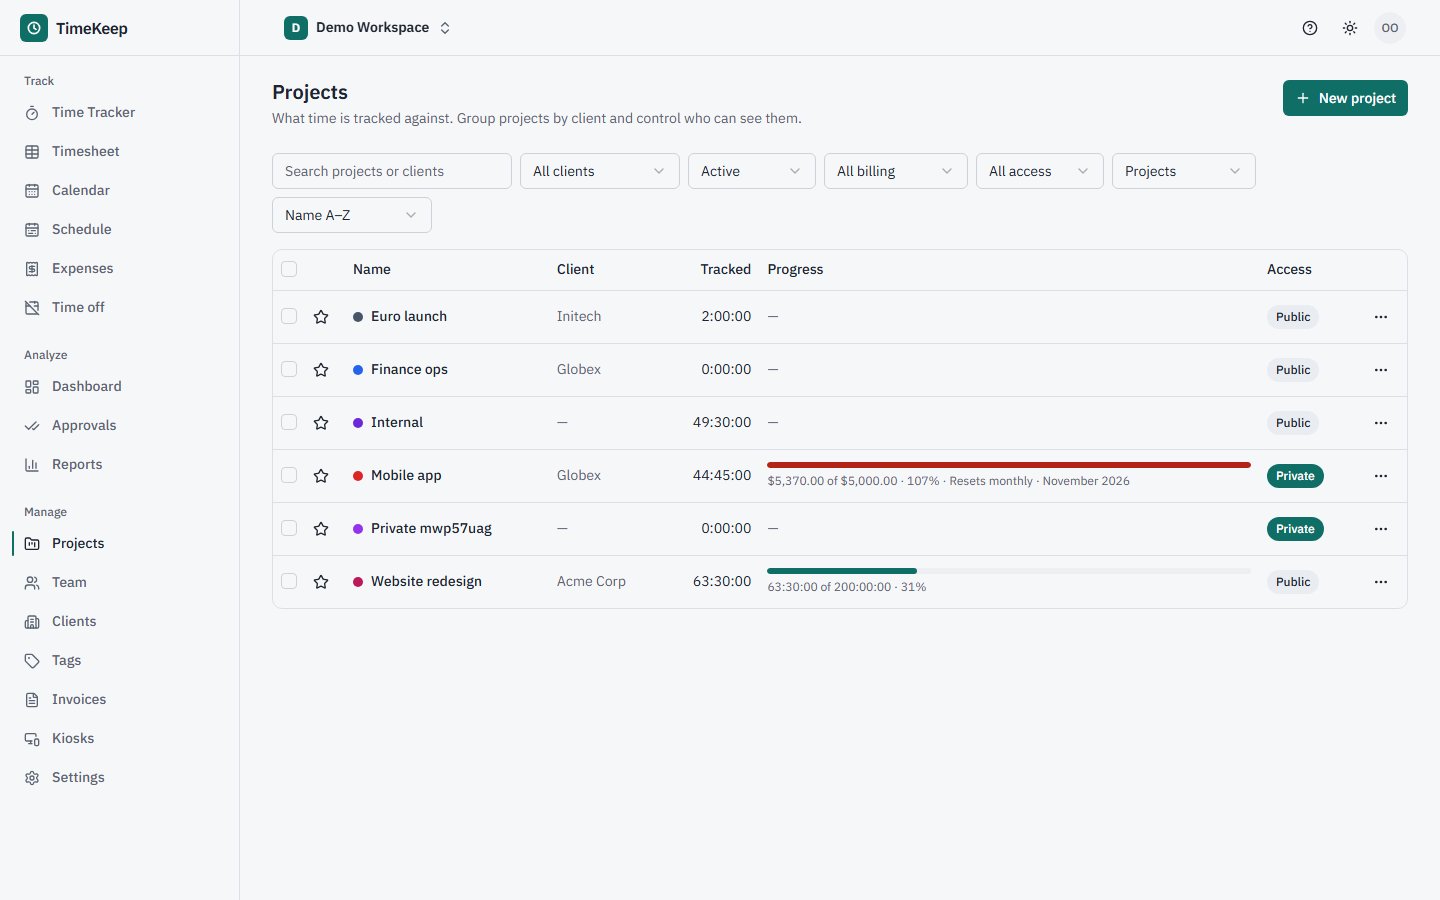 TimeKeep
D Demo Workspace
OO
Track
Time Tracker
Timesheet
Calendar
Schedule
Expenses
Time off
Analyze
Dashboard
Approvals
Reports
Manage
Projects
Team
Clients
Tags
Invoices
Kiosks
Settings
Projects
What time is tracked against. Group projects by client and control who can see them.
New project
Search projects or clients
All clients
Active
All billing
All access
Projects
Name A–Z
Name Client Tracked Progress Access
Euro launch Initech 2:00:00 — Public
Finance ops Globex 0:00:00 — Public
Internal — 49:30:00 — Public
Mobile app Globex 44:45:00 Private
$5,370.00 of $5,000.00 · 107% · Resets monthly · November 2026
Private mwp57uag — 0:00:00 — Private
Website redesign Acme Corp 63:30:00 Public
63:30:00 of 200:00:00 · 31%